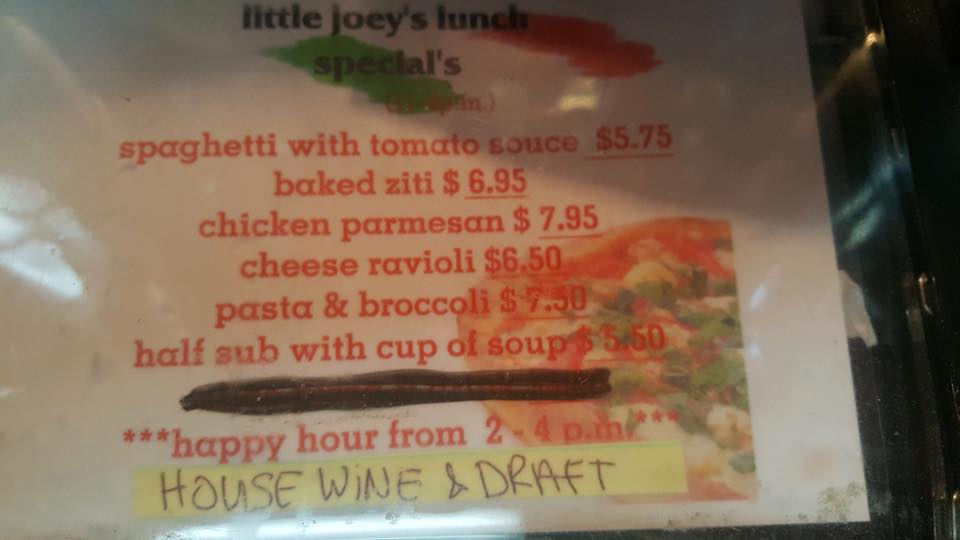 little joey's lunch
special's
spaghetti with tomato souce $5.75
baked ziti $ 6.95
chicken parmesan $ 7.95
cheese ravioli $6.50
pasta & broccoli $ 7.50
half sub with cup of soup $ 5.50
***happy hour from 2 - 4 p.m.***
HOUSE WINE & DRAFT